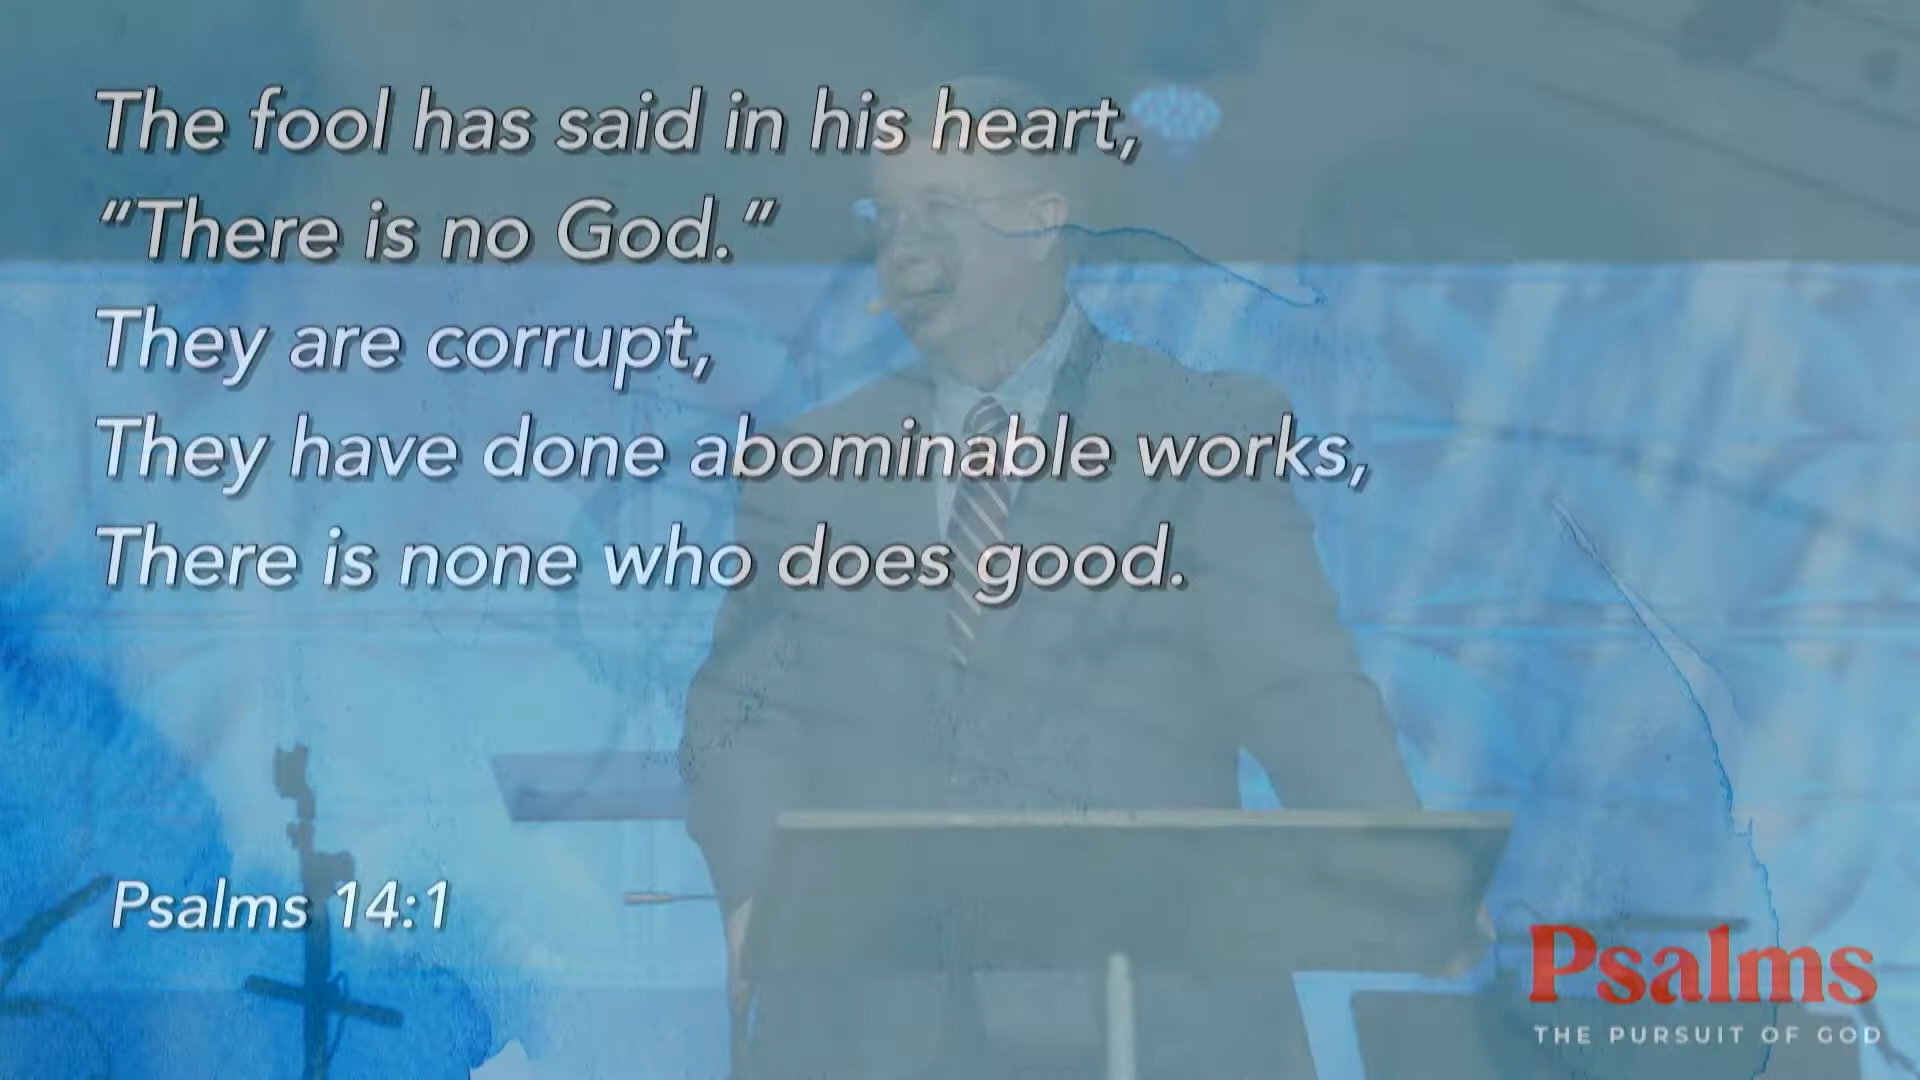 The fool has said in his heart,
“There is no God.”
They are corrupt,
They have done abominable works,
There is none who does good.
Psalms 14:1
Psalms
THE PURSUIT OF GOD